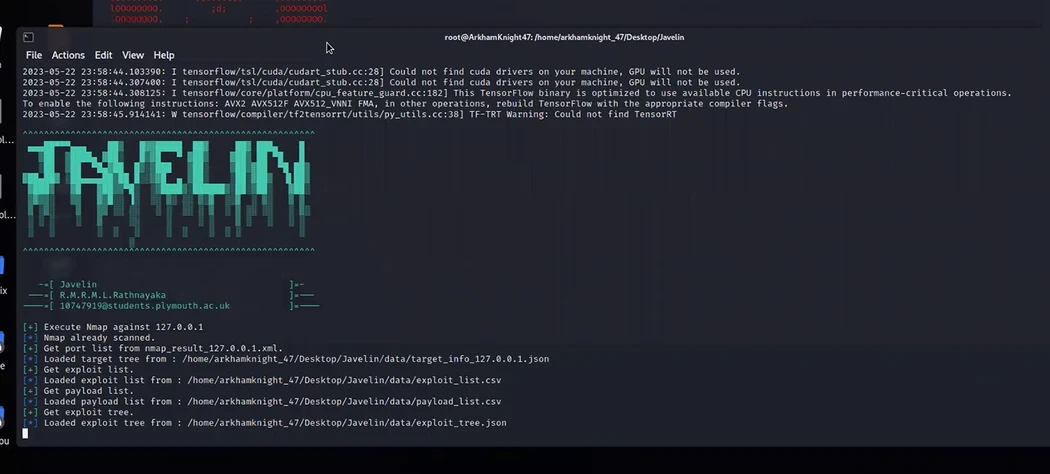 lOOOOOOO. ;d; ,OOOOOOOl
.OOOOOOO. ; ; ,OOOOOOO.
root@ArkhamKnight47: /home/arkhamknight_47/Desktop/Javelin
File Actions Edit View Help
2023-05-22 23:58:44.103390: I tensorflow/tsl/cuda/cudart_stub.cc:28] Could not find cuda drivers on your machine, GPU will not be used.
2023-05-22 23:58:44.307400: I tensorflow/tsl/cuda/cudart_stub.cc:28] Could not find cuda drivers on your machine, GPU will not be used.
2023-05-22 23:58:44.308125: I tensorflow/core/platform/cpu_feature_guard.cc:182] This TensorFlow binary is optimized to use available CPU instructions in performance-critical operations.
To enable the following instructions: AVX2 AVX512F AVX512_VNNI FMA, in other operations, rebuild TensorFlow with the appropriate compiler flags.
2023-05-22 23:58:45.914141: W tensorflow/compiler/tf2tensorrt/utils/py_utils.cc:38] TF-TRT Warning: Could not find TensorRT
JAVELIN
~=[ Javelin ]=~
—=[ R.M.R.M.L.Rathnayaka ]=—
——=[ 10747919@students.plymouth.ac.uk ]=——
[+] Execute Nmap against 127.0.0.1
[*] Nmap already scanned.
[+] Get port list from nmap_result_127.0.0.1.xml.
[*] Loaded target tree from : /home/arkhamknight_47/Desktop/Javelin/data/target_info_127.0.0.1.json
[+] Get exploit list.
[*] Loaded exploit list from : /home/arkhamknight_47/Desktop/Javelin/data/exploit_list.csv
[+] Get payload list.
[*] Loaded payload list from : /home/arkhamknight_47/Desktop/Javelin/data/payload_list.csv
[+] Get exploit tree.
[*] Loaded exploit tree from : /home/arkhamknight_47/Desktop/Javelin/data/exploit_tree.json